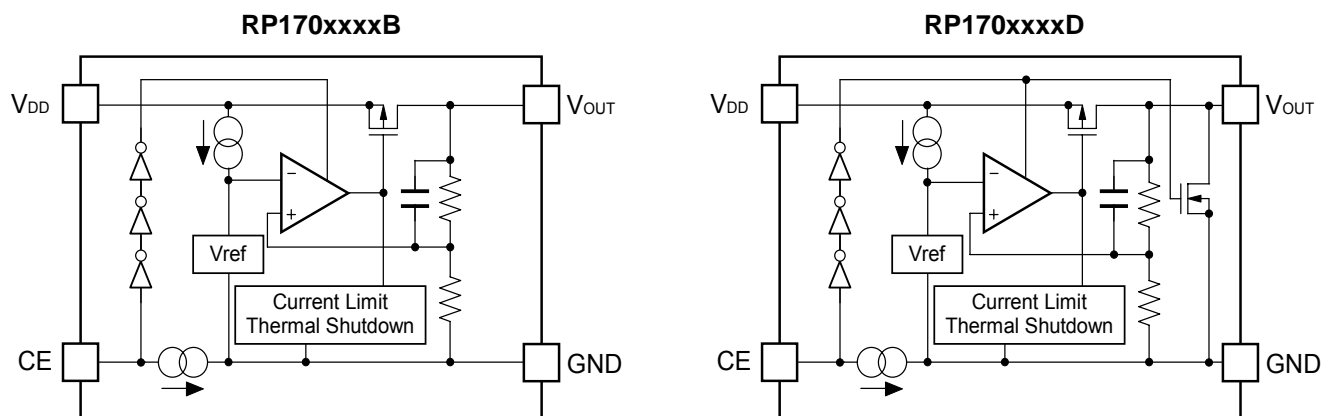 RP170xxxxB
VDD
VOUT
−
+
Vref
Current Limit
Thermal Shutdown
CE
GND
RP170xxxxD
VDD
VOUT
−
+
Vref
Current Limit
Thermal Shutdown
CE
GND